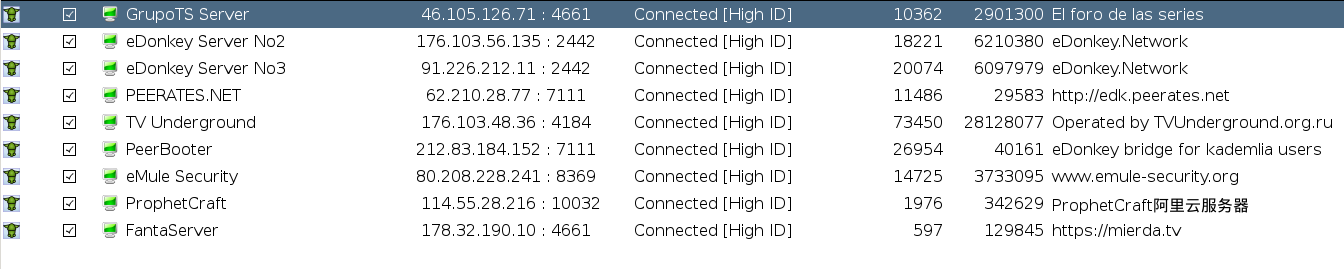 GrupoTS Server 46.105.126.71 : 4661 Connected [High ID] 10362 2901300 El foro de las series
eDonkey Server No2 176.103.56.135 : 2442 Connected [High ID] 18221 6210380 eDonkey.Network
eDonkey Server No3 91.226.212.11 : 2442 Connected [High ID] 20074 6097979 eDonkey.Network
PEERATES.NET 62.210.28.77 : 7111 Connected [High ID] 11486 29583 http://edk.peerates.net
TV Underground 176.103.48.36 : 4184 Connected [High ID] 73450 28128077 Operated by TVUnderground.org.ru
PeerBooter 212.83.184.152 : 7111 Connected [High ID] 26954 40161 eDonkey bridge for kademlia users
eMule Security 80.208.228.241 : 8369 Connected [High ID] 14725 3733095 www.emule-security.org
ProphetCraft 114.55.28.216 : 10032 Connected [High ID] 1976 342629 ProphetCraft阿里云服务器
FantaServer 178.32.190.10 : 4661 Connected [High ID] 597 129845 https://mierda.tv